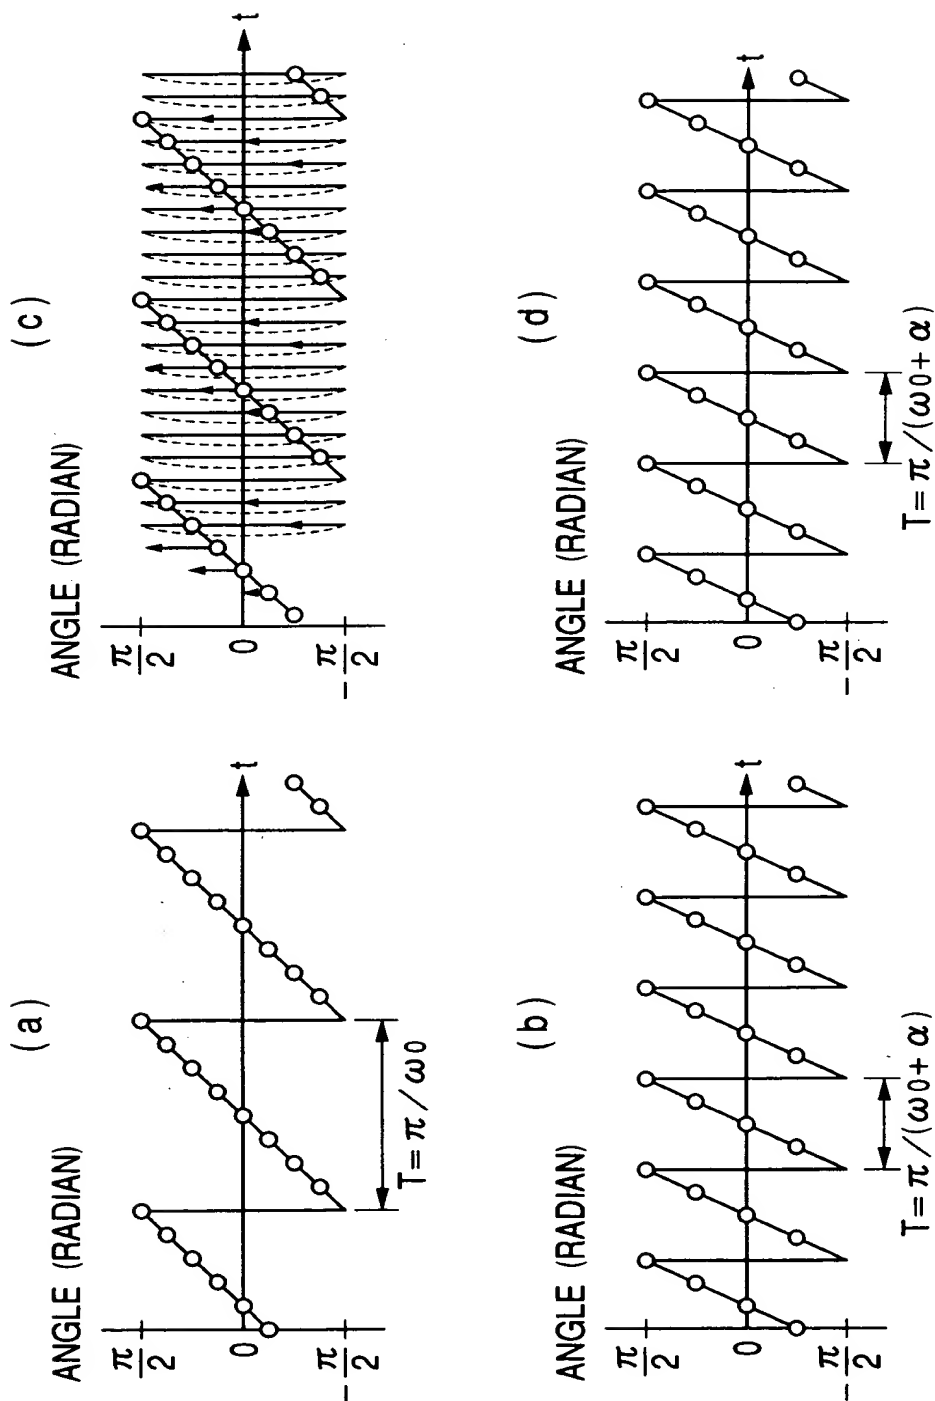 (a)
ANGLE (RADIAN)
π/2
0
-π/2
t
T=π/ω0
(b)
ANGLE (RADIAN)
π/2
0
-π/2
t
T=π/(ω0+α)
(c)
ANGLE (RADIAN)
π/2
0
-π/2
t
(d)
ANGLE (RADIAN)
π/2
0
-π/2
t
T=π/(ω0+α)